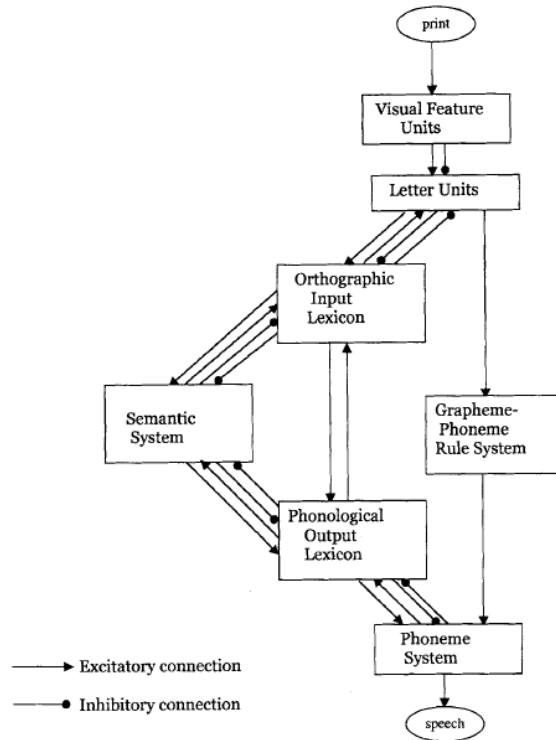 print
Visual Feature
Units
Letter Units
Orthographic
Input
Lexicon
Semantic
System
Grapheme-
Phoneme
Rule System
Phonological
Output
Lexicon
Phoneme
System
Excitatory connection
Inhibitory connection
speech